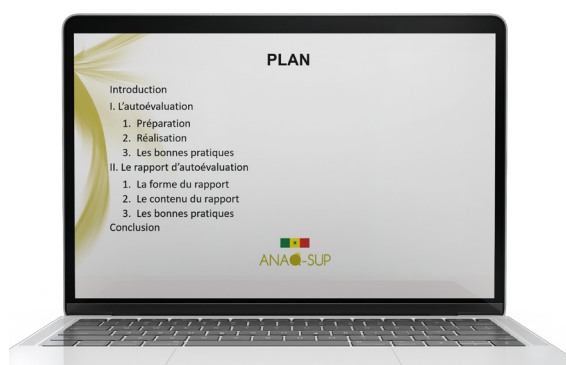 PLAN
Introduction
I. L'autoévaluation
1. Préparation
2. Réalisation
3. Les bonnes pratiques
II. Le rapport d'autoévaluation
1. La forme du rapport
2. Le contenu du rapport
3. Les bonnes pratiques
Conclusion
ANAQ-SUP